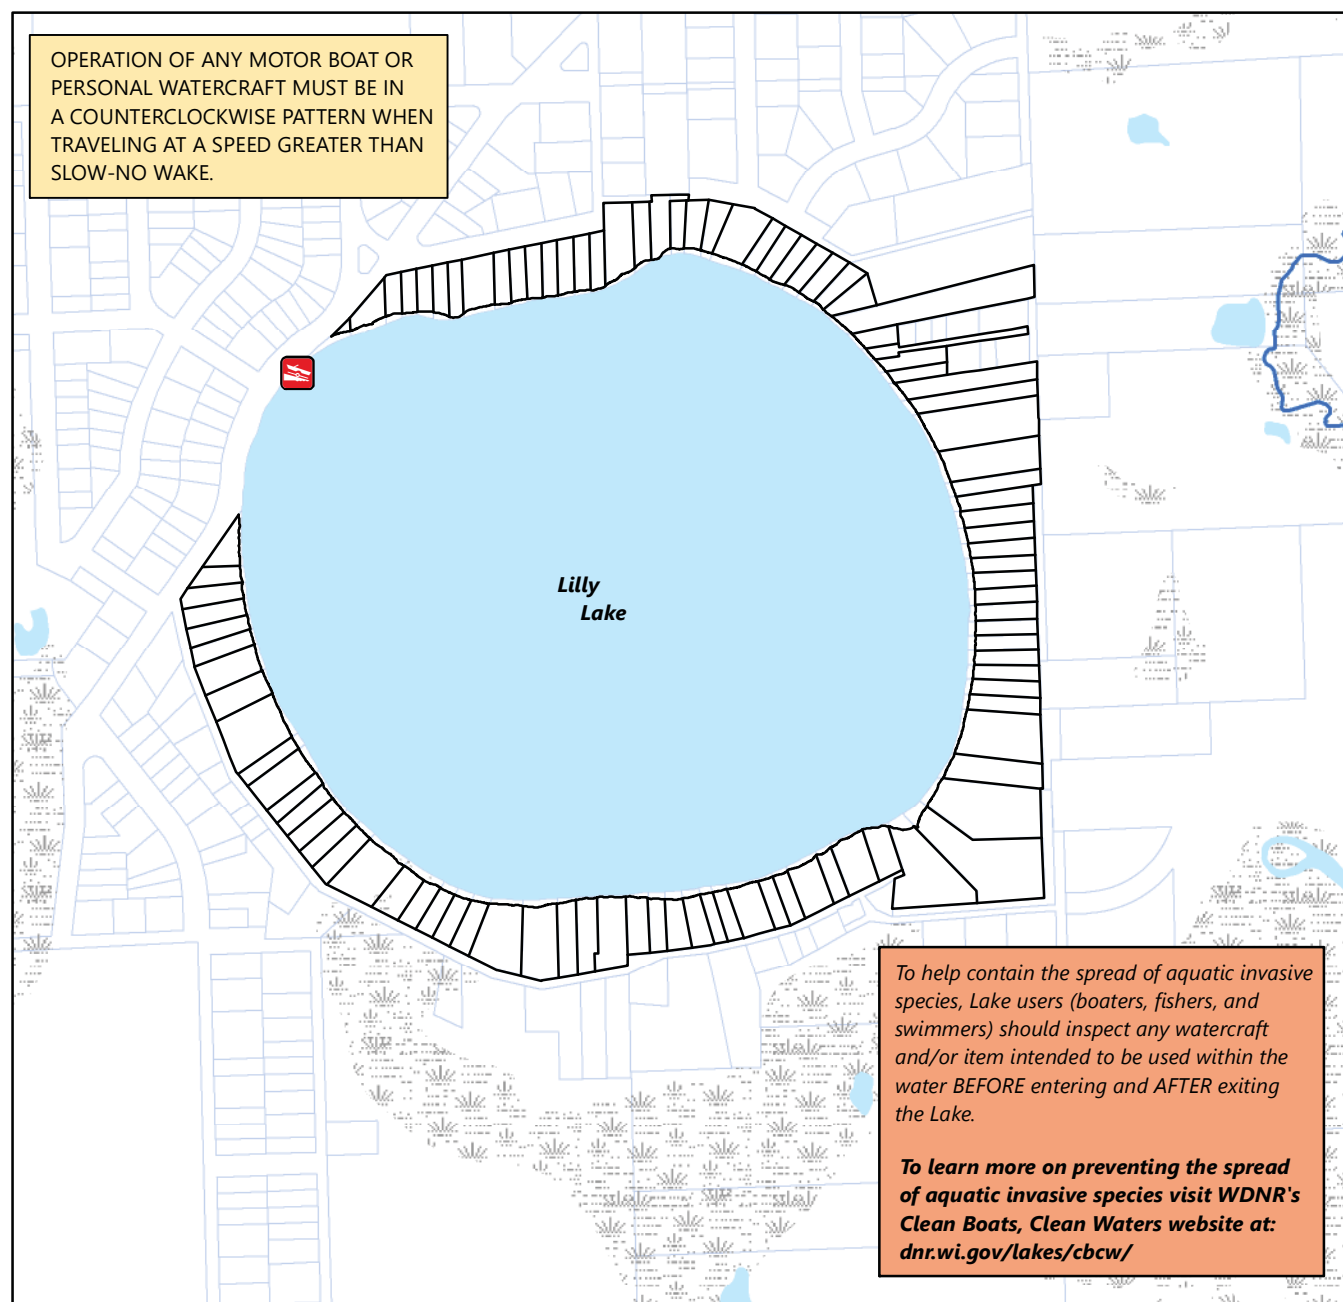 OPERATION OF ANY MOTOR BOAT OR
PERSONAL WATERCRAFT MUST BE IN
A COUNTERCLOCKWISE PATTERN WHEN
TRAVELING AT A SPEED GREATER THAN
SLOW-NO WAKE.
Lilly
Lake
To help contain the spread of aquatic invasive
species, Lake users (boaters, fishers, and
swimmers) should inspect any watercraft
and/or item intended to be used within the
water BEFORE entering and AFTER exiting
the Lake.
To learn more on preventing the spread
of aquatic invasive species visit WDNR's
Clean Boats, Clean Waters website at:
dnr.wi.gov/lakes/cbcw/